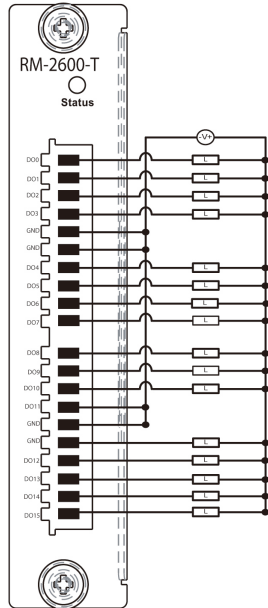 RM-2600-T
Status
-V+
DO0 L
DO1 L
DO2 L
DO3 L
GND
GND
DO4 L
DO5 L
DO6 L
DO7 L
DO8 L
DO9 L
DO10 L
DO11
GND
GND L
DO12 L
DO13 L
DO14 L
DO15 L